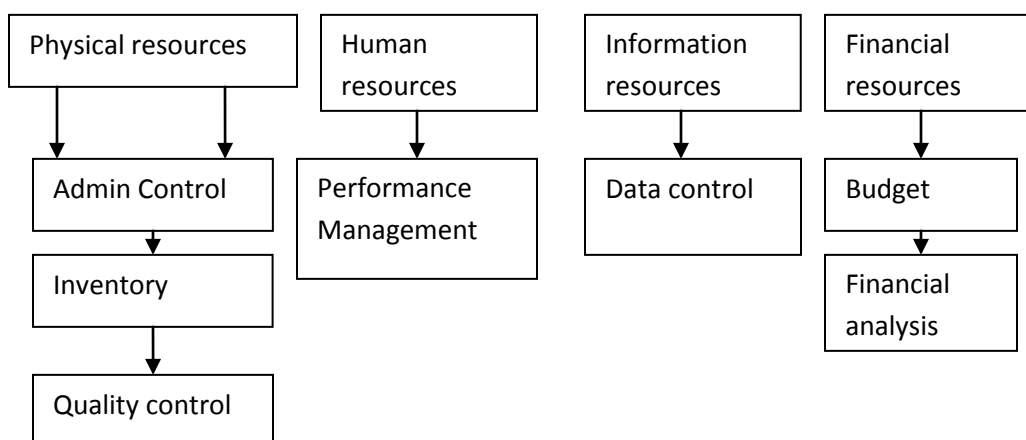 Physical resources
Human
resources
Information
resources
Financial
resources
Admin Control
Performance
Management
Data control
Budget
Inventory
Financial
analysis
Quality control